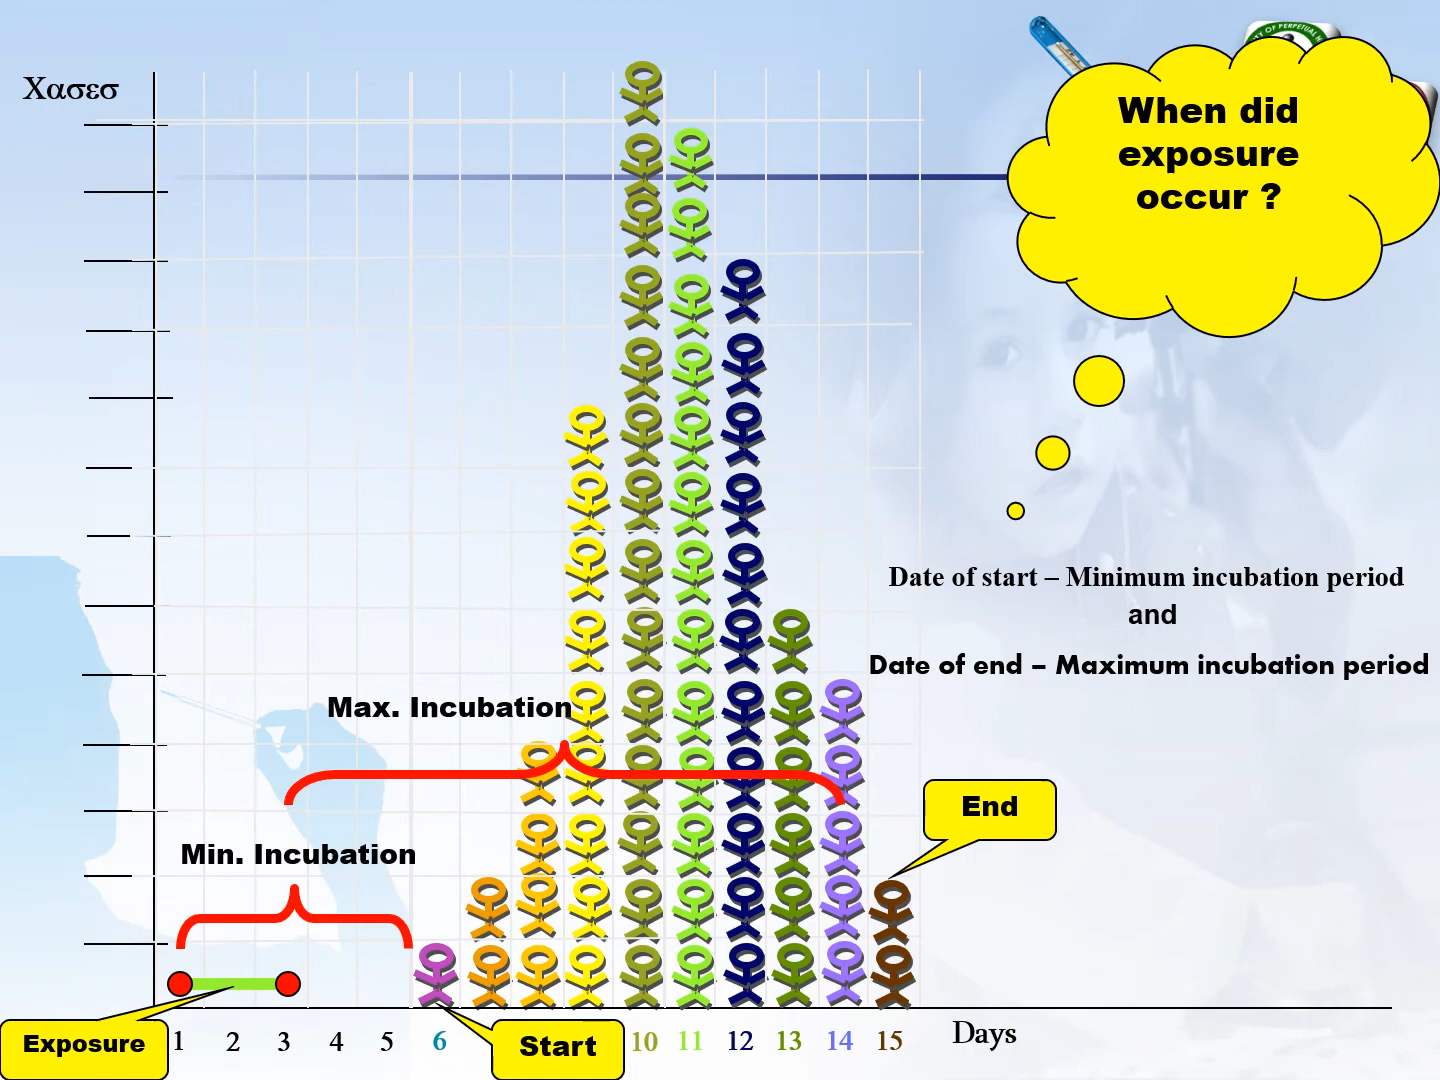 Χασεσ
When did
exposure
occur ?
Date of start – Minimum incubation period
and
Date of end – Maximum incubation period
Max. Incubation
End
Min. Incubation
Exposure
1 2 3 4 5 6 10 11 12 13 14 15 Days
Start